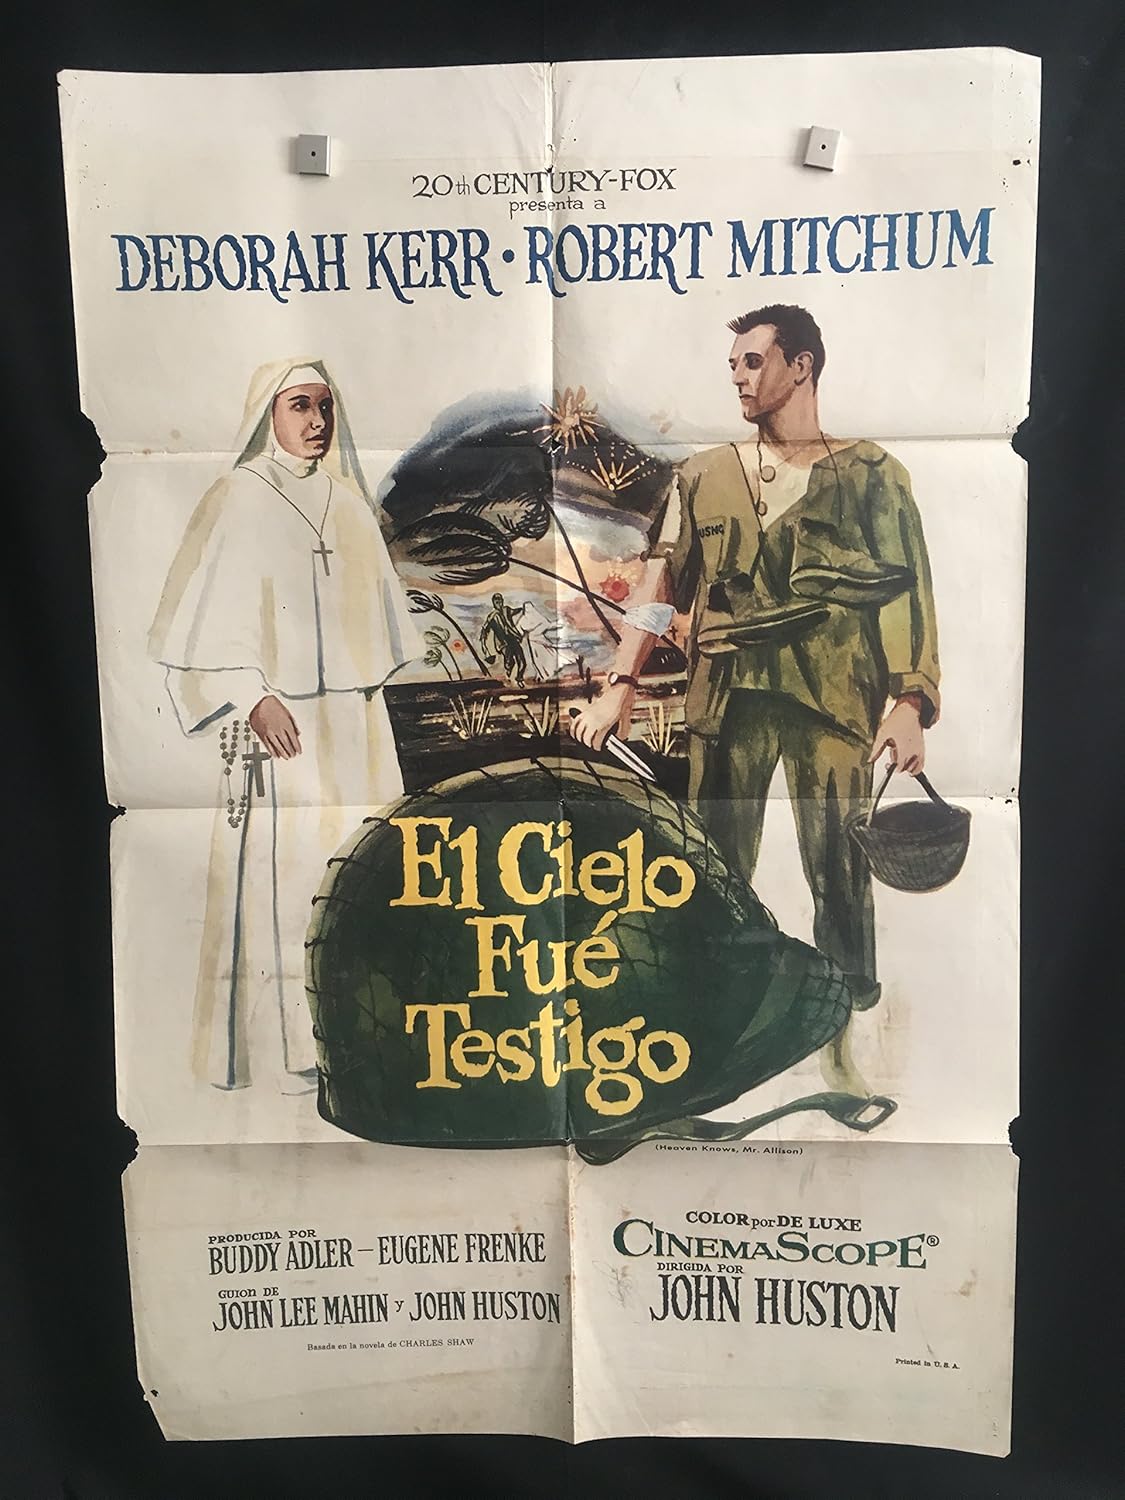 20th CENTURY-FOX
presenta a
DEBORAH KERR · ROBERT MITCHUM
USMC
El Cielo
Fué
Testigo
(Heaven Knows, Mr. Allison)
PRODUCIDA POR
BUDDY ADLER – EUGENE FRENKE
GUION DE
JOHN LEE MAHIN y JOHN HUSTON
Basada en la novela de CHARLES SHAW
COLOR por DE LUXE
CINEMASCOPE®
DIRIGIDA POR
JOHN HUSTON
Printed in U. S. A.